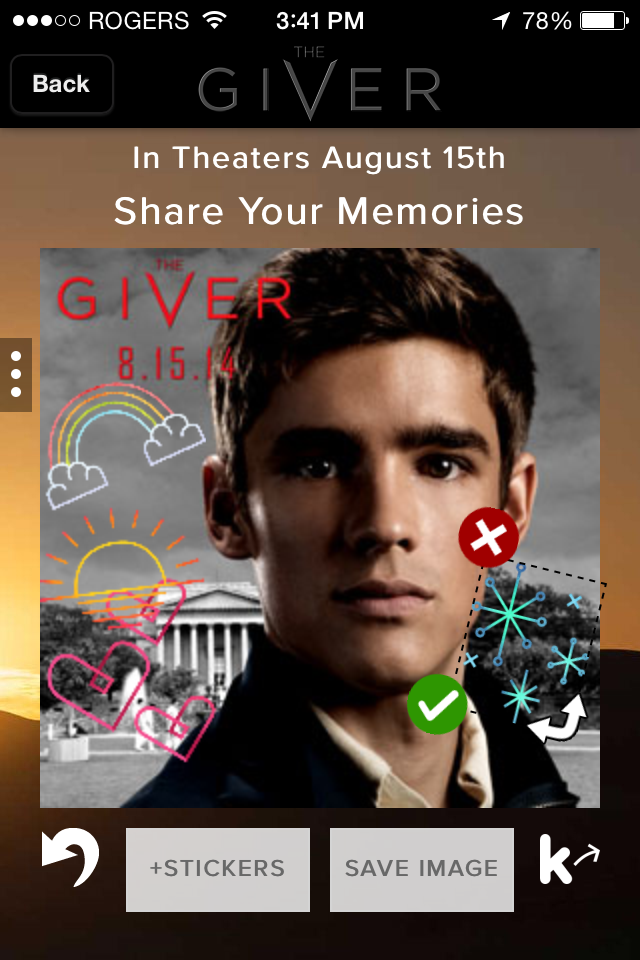 ROGERS 3:41 PM 78%
Back
THE
GIVER
In Theaters August 15th
Share Your Memories
THE
GIVER
8.15.14
+STICKERS
SAVE IMAGE
k